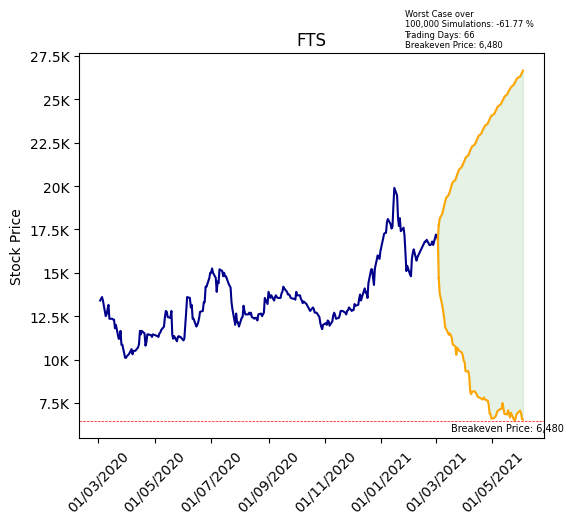 Worst Case over
100,000 Simulations: -61.77 %
Trading Days: 66
Breakeven Price: 6,480
FTS
27.5K
25K
22.5K
20K
17.5K
15K
12.5K
10K
7.5K
Stock Price
Breakeven Price: 6,480
01/03/2020
01/05/2020
01/07/2020
01/09/2020
01/11/2020
01/01/2021
01/03/2021
01/05/2021